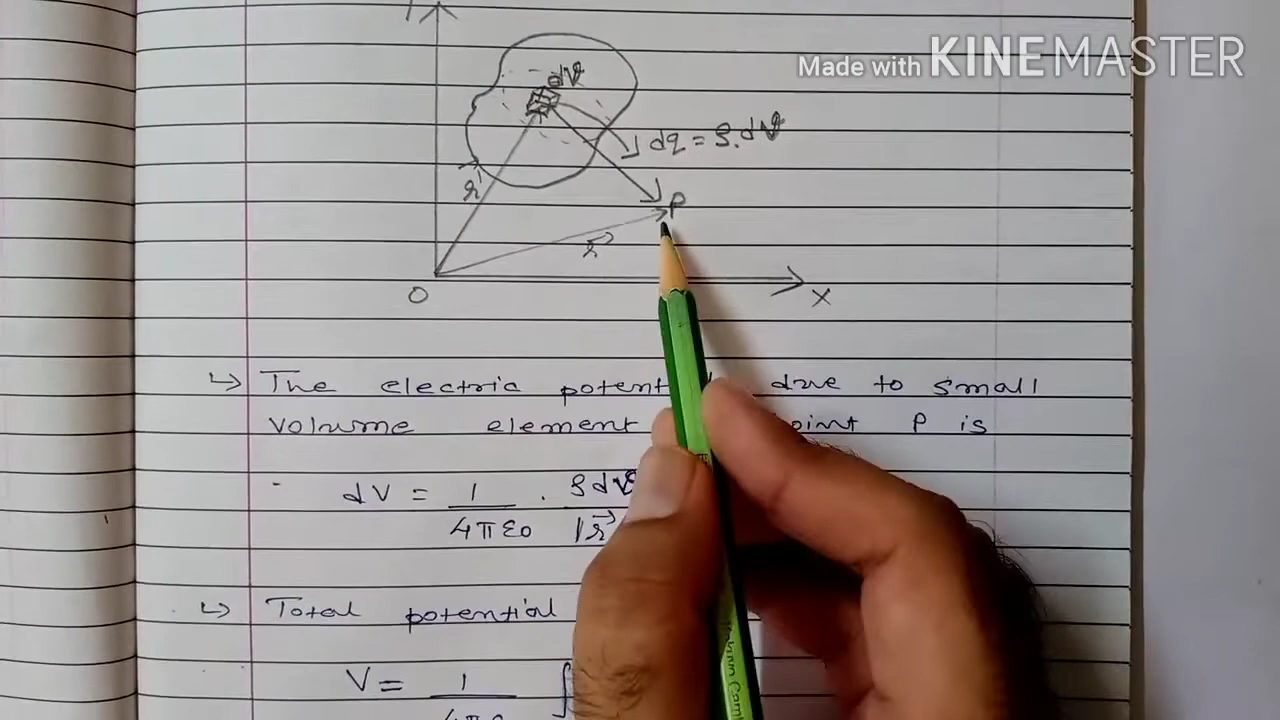 Made with KINEMASTER
dV
dq = ρ.dV
r⃗'
P
r⃗
O
X
↳ The electric due to small
volume element point P is
dV = 1/4πε0 . ρdV
↳ Total potential
V = 1
∫